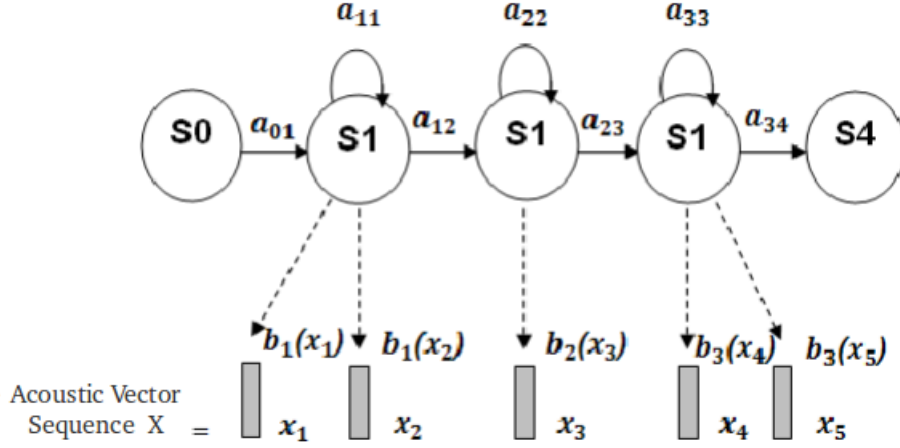 a₁₁ a₂₂ a₃₃
S0 a₀₁ S1 a₁₂ S1 a₂₃ S1 a₃₄ S4
b₁(x₁) b₁(x₂) b₂(x₃) b₃(x₄) b₃(x₅)
Acoustic Vector
Sequence X = x₁ x₂ x₃ x₄ x₅